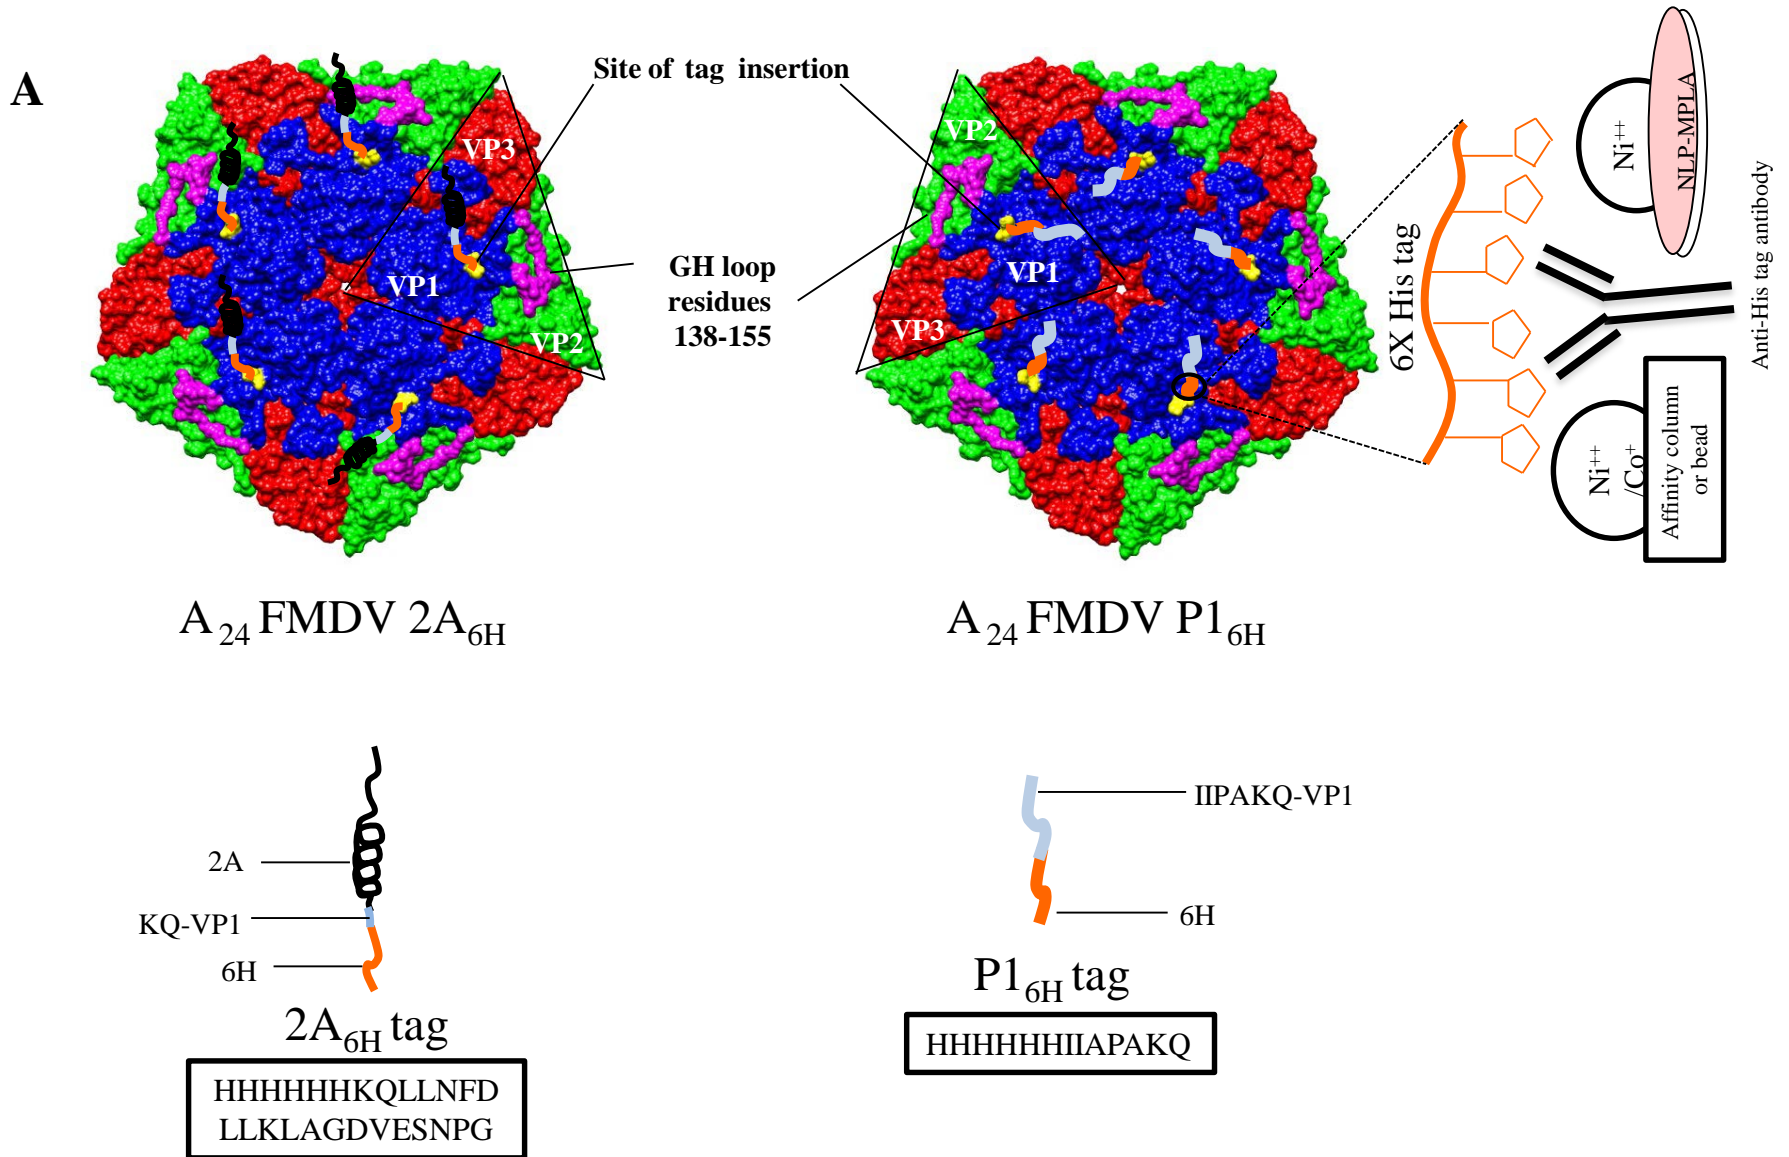 A
Site of tag insertion
VP3
VP1
VP2
GH loop
residues
138-155
VP2
VP1
VP3
6X His tag
Ni++
NLP-MPLA
Anti-His tag antibody
Ni++
/Co+
Affinity column
or bead
A24 FMDV 2A6H
A24 FMDV P16H
2A
KQ-VP1
6H
2A6H tag
HHHHHHKQLLNFD
LLKLAGDVESNPG
IIPAKQ-VP1
6H
P16H tag
HHHHHHIIAPAKQ